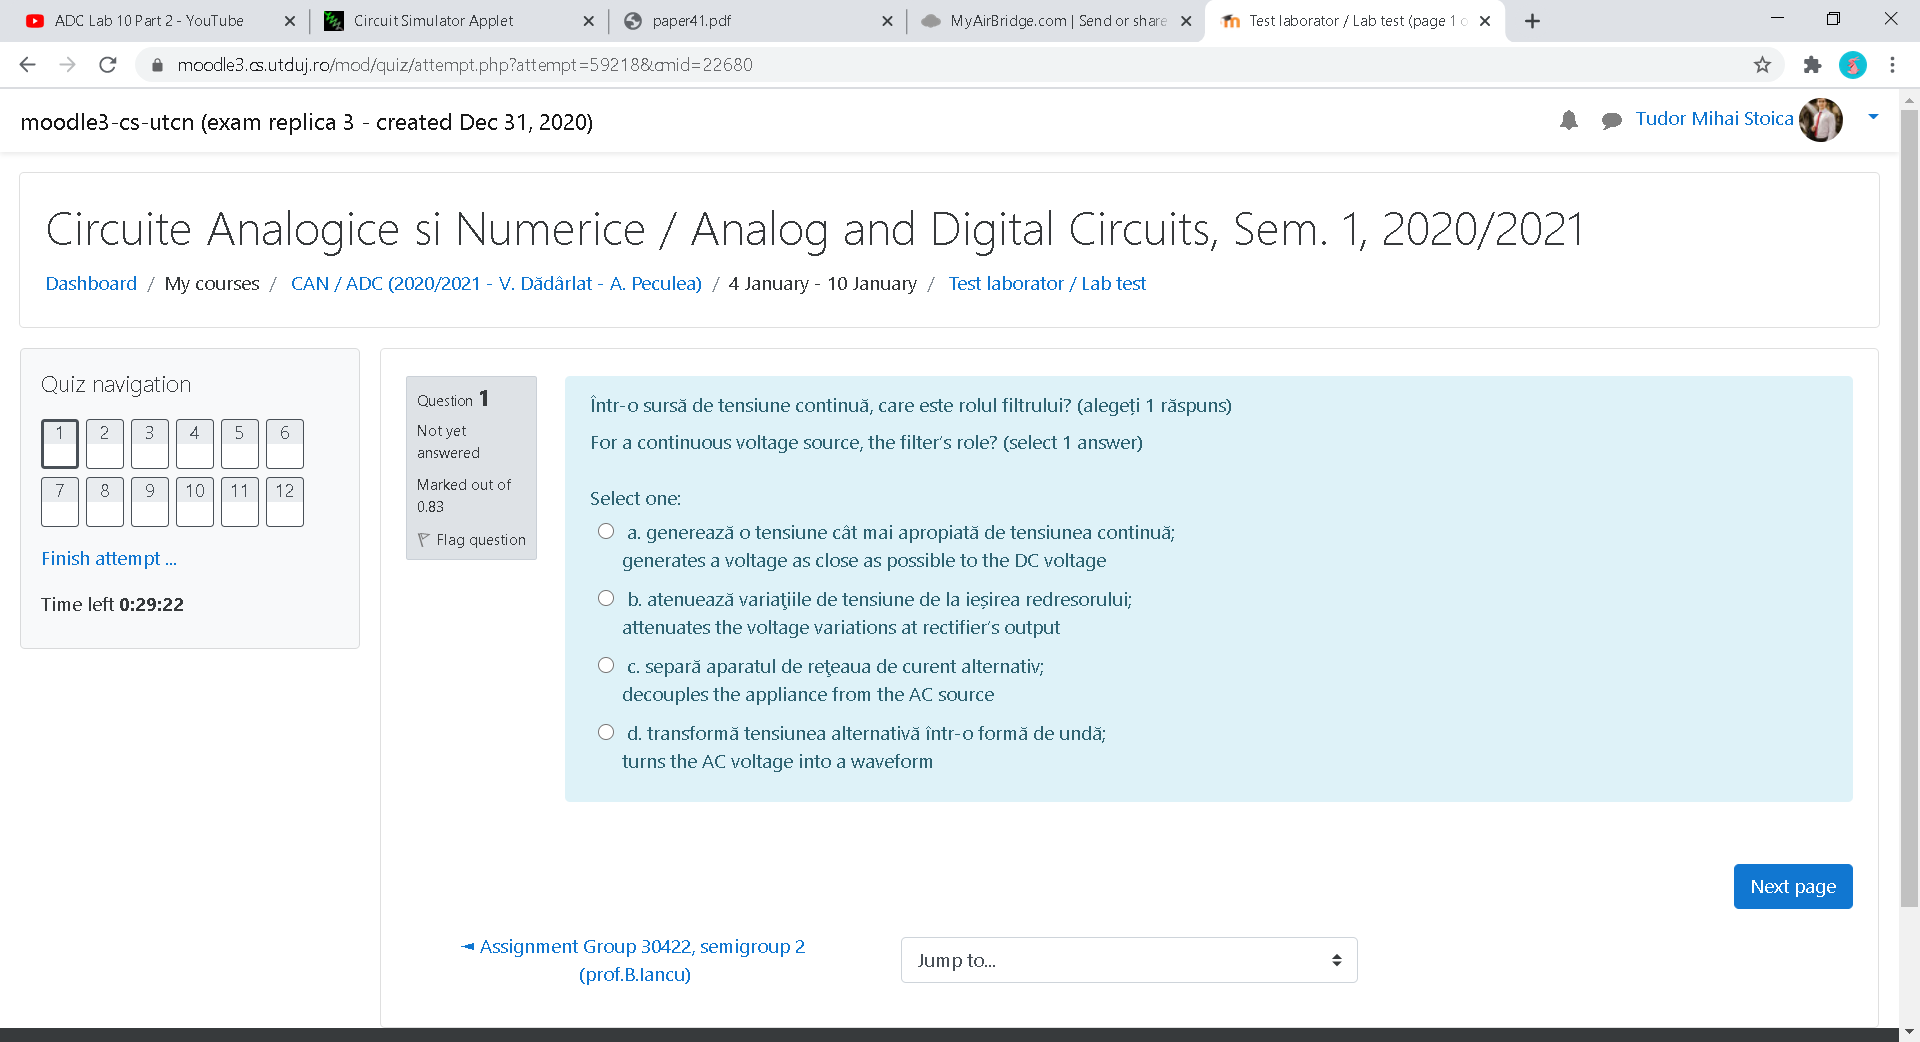 ADC Lab 10 Part 2 - YouTube
Circuit Simulator Applet
paper41.pdf
MyAirBridge.com | Send or share
Test laborator / Lab test (page 1 o
moodle3.cs.utcluj.ro/mod/quiz/attempt.php?attempt=59218&cmid=22680
moodle3-cs-utcn (exam replica 3 - created Dec 31, 2020)
Tudor Mihai Stoica
Circuite Analogice si Numerice / Analog and Digital Circuits, Sem. 1, 2020/2021
Dashboard / My courses / CAN / ADC (2020/2021 - V. Dădârlat - A. Peculea) / 4 January - 10 January / Test laborator / Lab test
Quiz navigation
1 2 3 4 5 6
7 8 9 10 11 12
Finish attempt ...
Time left 0:29:22
Question 1
Not yet
answered
Marked out of
0.83
Flag question
Într-o sursă de tensiune continuă, care este rolul filtrului? (alegeți 1 răspuns)
For a continuous voltage source, the filter's role? (select 1 answer)
Select one:
a. generează o tensiune cât mai apropiată de tensiunea continuă;
generates a voltage as close as possible to the DC voltage
b. atenuează variaţiile de tensiune de la ieșirea redresorului;
attenuates the voltage variations at rectifier's output
c. separă aparatul de reţeaua de curent alternativ;
decouples the appliance from the AC source
d. transformă tensiunea alternativă într-o formă de undă;
turns the AC voltage into a waveform
Next page
◄ Assignment Group 30422, semigroup 2
(prof.B.Iancu)
Jump to...